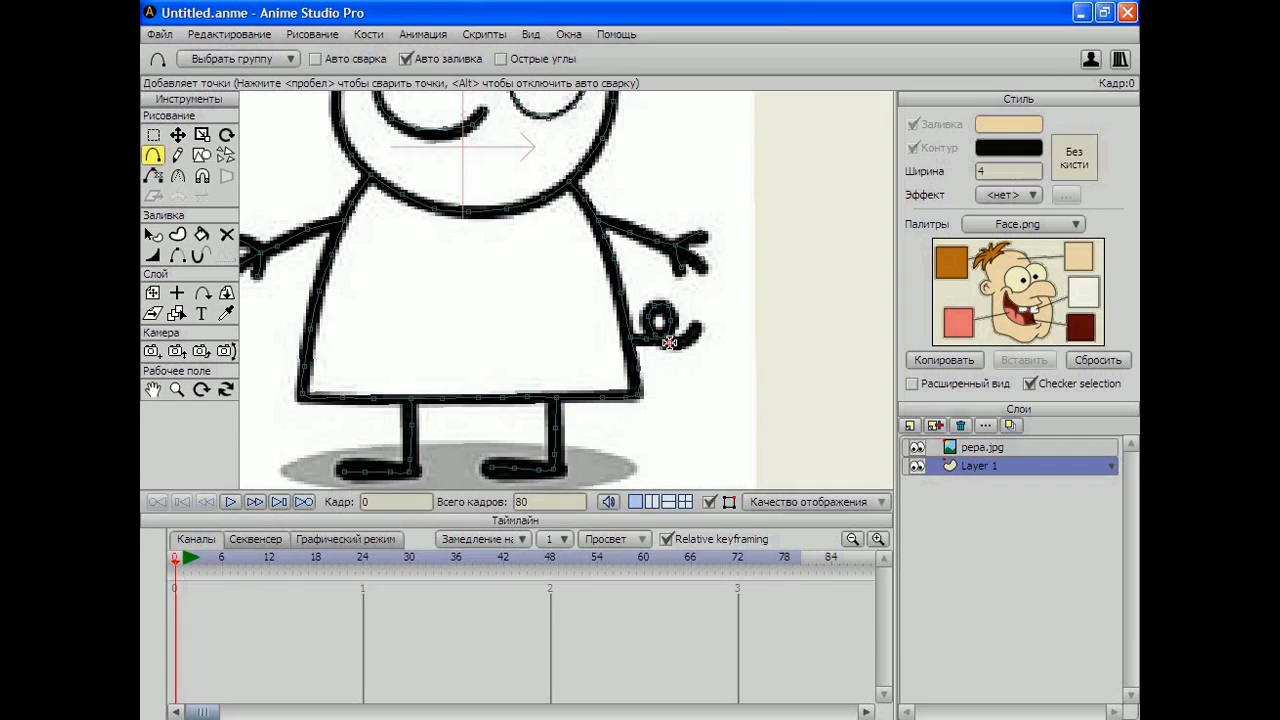 Untitled.anme - Anime Studio Pro
Файл Редактирование Рисование Кости Анимация Скрипты Вид Окна Помощь
Выбрать группу Авто сварка Авто заливка Острые углы
Добавляет точки (Нажмите <пробел> чтобы сварить точки, <Alt> чтобы отключить авто сварку) Кадр:0
Инструменты
Рисование
Заливка
Слой
Камера
Рабочее поле
Стиль
Заливка
Контур
Без кисти
Ширина 4
Эффект <нет> ...
Палитры Face.png
Копировать Вставить Сбросить
Расширенный вид Checker selection
Слои
pepa.jpg
Layer 1
Кадр: 0 Всего кадров: 80 Качество отображения
Таймлайн
Каналы Секвенсер Графический режим Замедление на 1 Просвет Relative keyframing
0 6 12 18 24 30 36 42 48 54 60 66 72 78 84
0 1 2 3